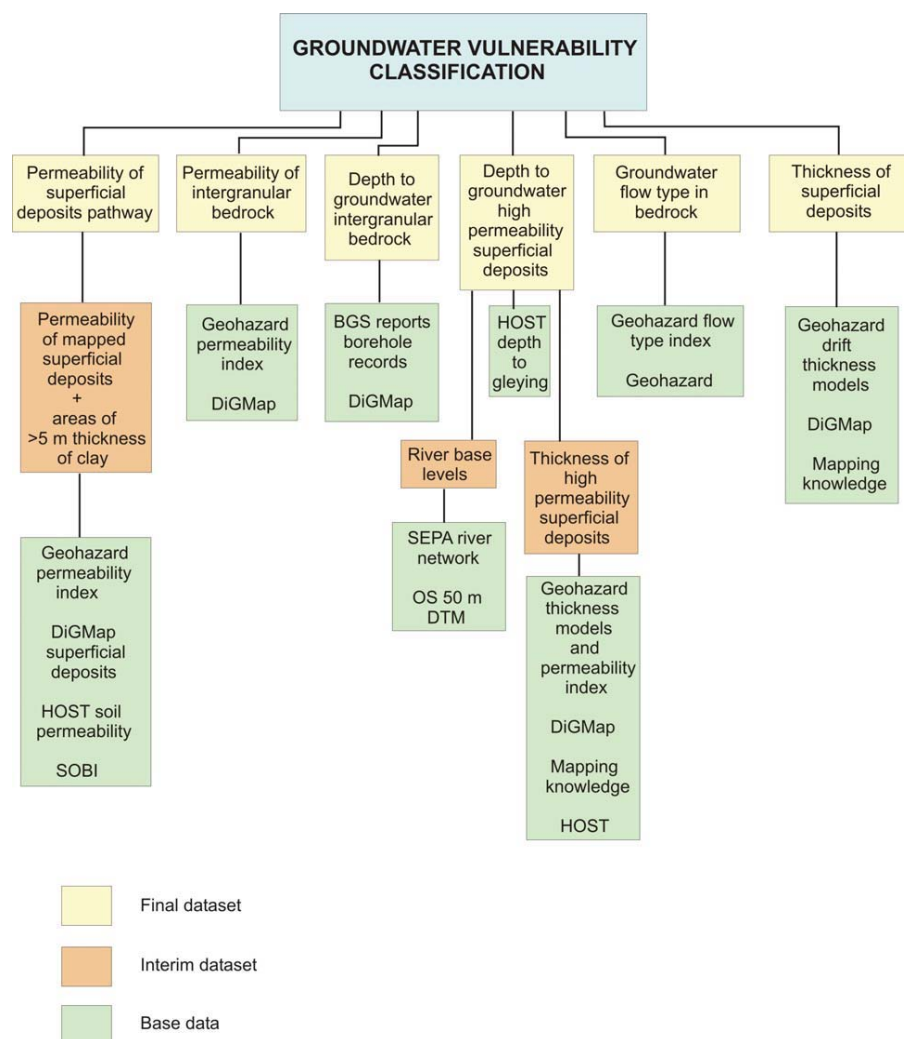 GROUNDWATER VULNERABILITY
CLASSIFICATION
Permeability of
superficial
deposits pathway
Permeability of
intergranular
bedrock
Depth to
groundwater
intergranular
bedrock
Depth to
groundwater
high
permeability
superficial
deposits
Groundwater
flow type in
bedrock
Thickness of
superficial
deposits
Permeability
of mapped
superficial
deposits
+
areas of
>5 m thickness
of clay
Geohazard
permeability
index
DiGMap
BGS reports
borehole
records
DiGMap
HOST
depth
to
gleying
Geohazard flow
type index
Geohazard
Geohazard
drift
thickness
models
DiGMap
Mapping
knowledge
River base
levels
Thickness of
high
permeability
superficial
deposits
Geohazard
permeability
index
DiGMap
superficial
deposits
HOST soil
permeability
SOBI
SEPA river
network
OS 50 m
DTM
Geohazard
thickness
models
and
permeability
index
DiGMap
Mapping
knowledge
HOST
Final dataset
Interim dataset
Base data